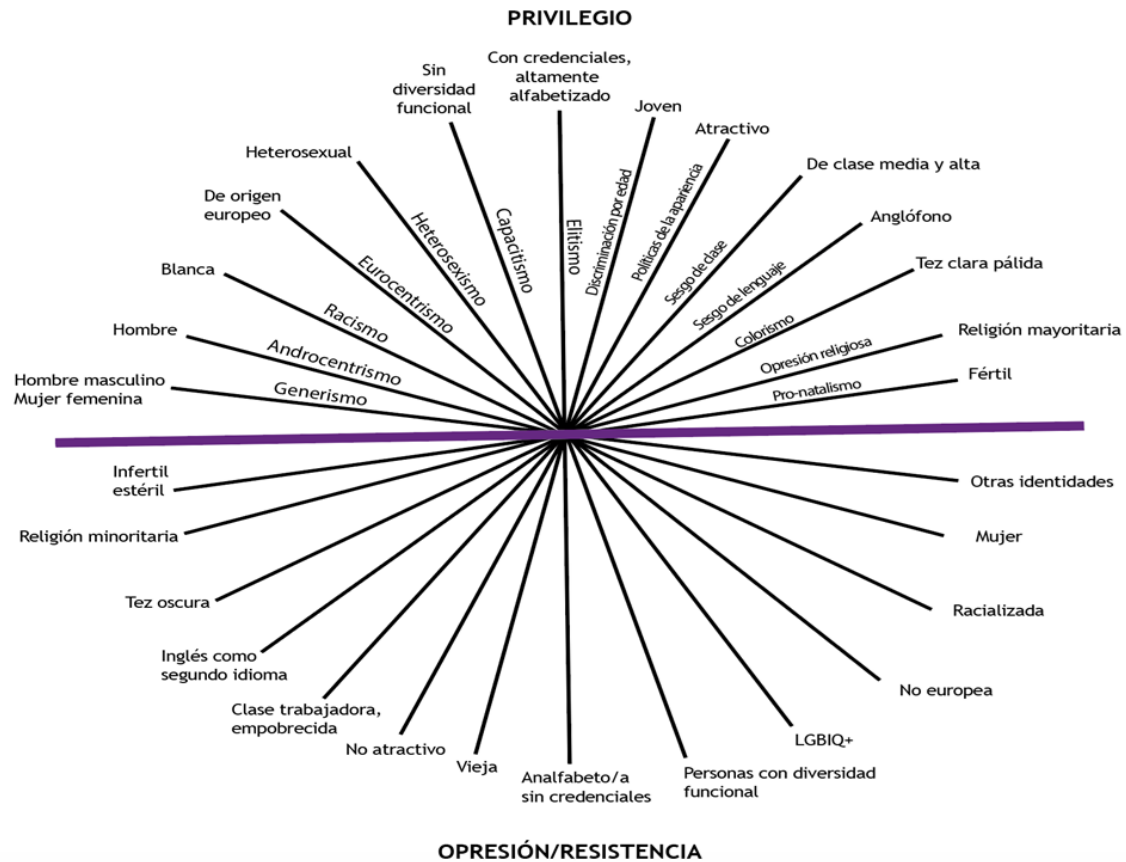 PRIVILEGIO
Con credenciales,
altamente
alfabetizado
Sin
diversidad
funcional
Joven
Atractivo
Heterosexual
De clase media y alta
De origen
europeo
Anglófono
Blanca
Tez clara pálida
Hombre
Religión mayoritaria
Hombre masculino
Mujer femenina
Fértil
Generismo
Androcentrismo
Racismo
Eurocentrismo
Heterosexismo
Capacitismo
Elitismo
Discriminación por edad
Políticas de la apariencia
Sesgo de clase
Sesgo de lenguaje
Colorismo
Opresión religiosa
Pro-natalismo
Infertil
estéril
Otras identidades
Religión minoritaria
Mujer
Tez oscura
Racializada
Inglés como
segundo idioma
No europea
Clase trabajadora,
empobrecida
LGBIQ+
No atractivo
Vieja
Analfabeto/a
sin credenciales
Personas con diversidad
funcional
OPRESIÓN/RESISTENCIA